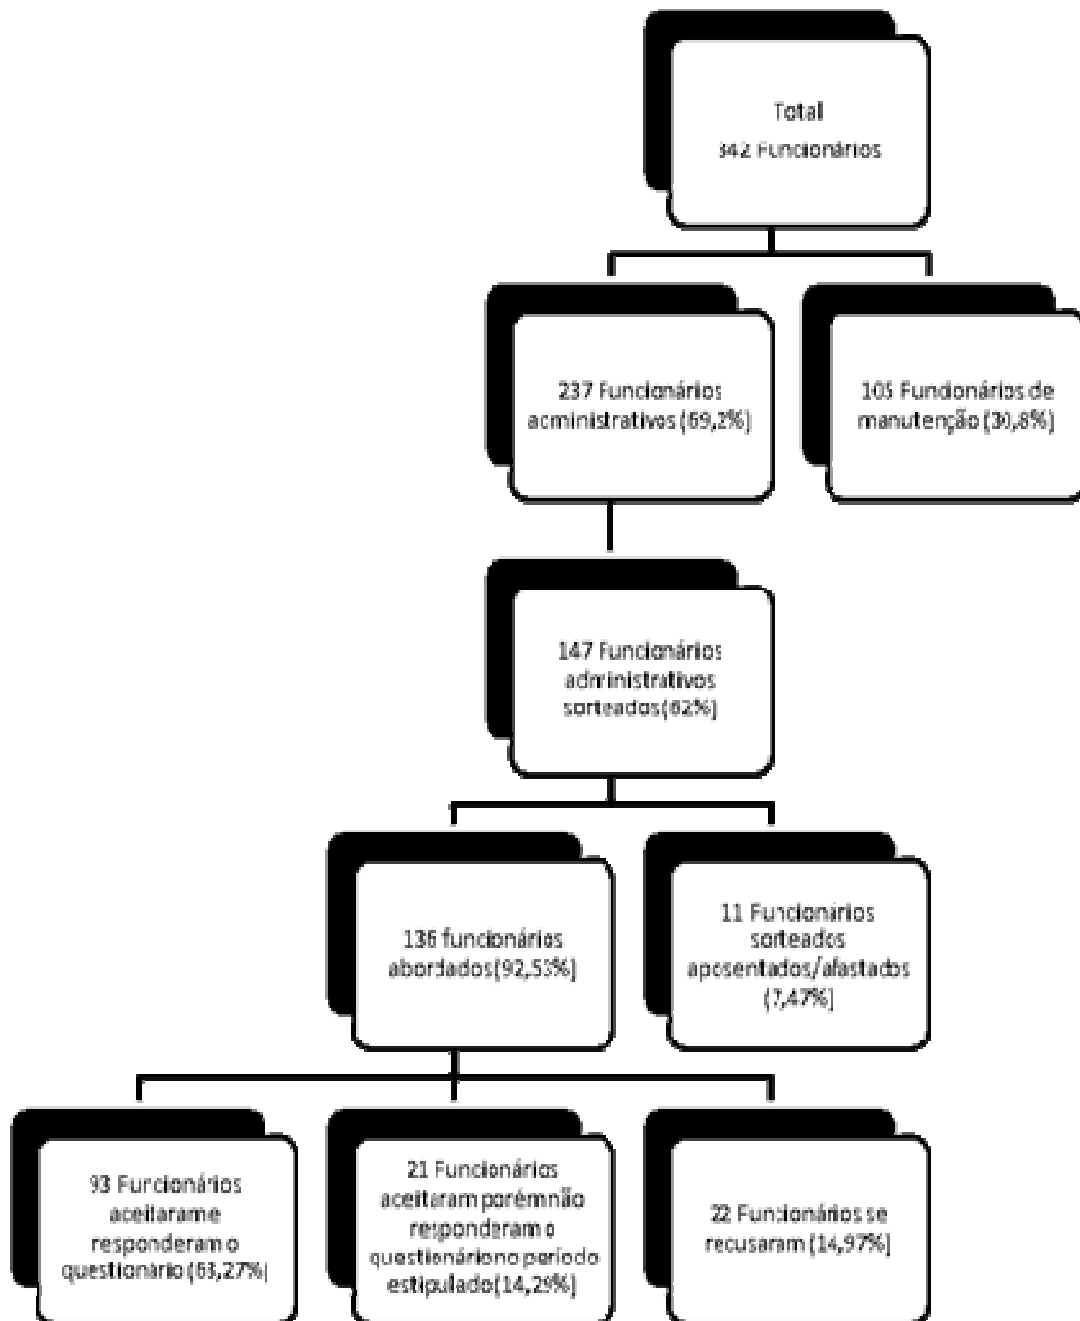 Total
342 Funcionários
237 Funcionários
administrativos (69,2%)
105 Funcionários de
manutenção (30,8%)
147 Funcionários
administrativos
sorteados(62%)
136 funcionários
abordados(92,53%)
11 Funcionários
sorteados
aposentados/afastados
(7,47%)
93 Funcionários
aceitarame
responderamo
questionário (63,27%)
21 Funcionários
aceitaram porémnão
responderamo
questionáriono período
estipulado(14,29%)
22 Funcionários se
recusaram (14,97%)